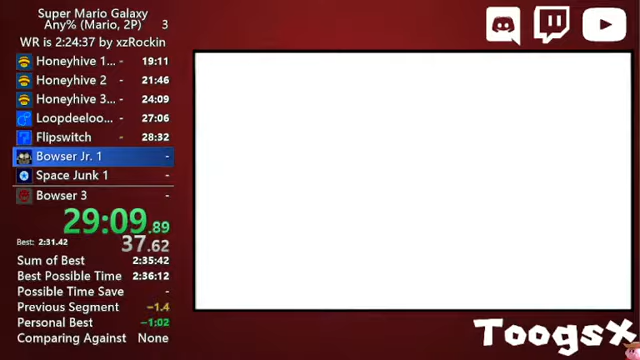 Super Mario Galaxy
Any% (Mario, 2P) 3
WR is 2:24:37 by xzRockin
Honeyhive 1... - 19:11
Honeyhive 2 - 21:46
Honeyhive 3... - 24:09
Loopdeeloo... - 27:06
Flipswitch - 28:32
Bowser Jr. 1 -
Space Junk 1 -
Bowser 3 -
29:09.89
Best: 2:31.42 37.62
Sum of Best 2:35:42
Best Possible Time 2:36:12
Possible Time Save -
Previous Segment −1.4
Personal Best −1:02
Comparing Against None
ToogsX